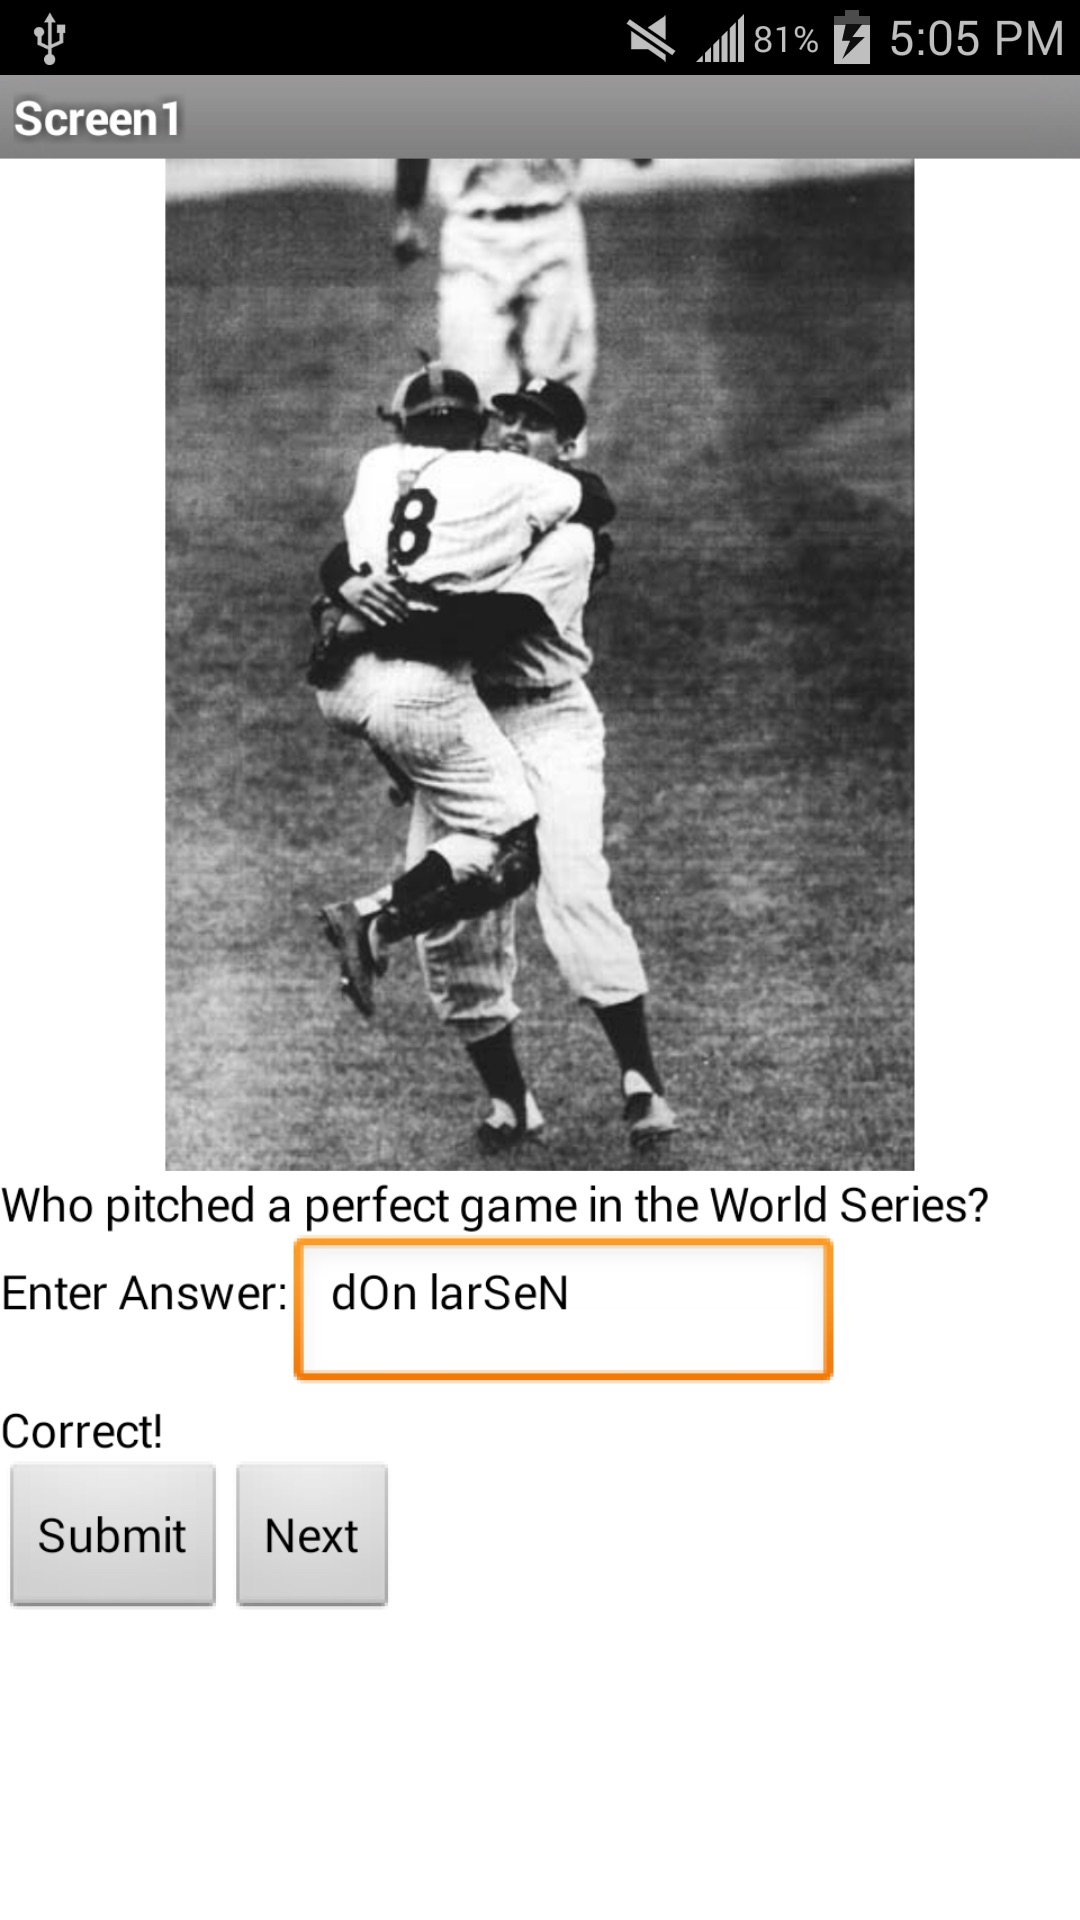 81% 5:05 PM
Screen1
8
Who pitched a perfect game in the World Series?
Enter Answer: dOn larSeN
Correct!
Submit Next